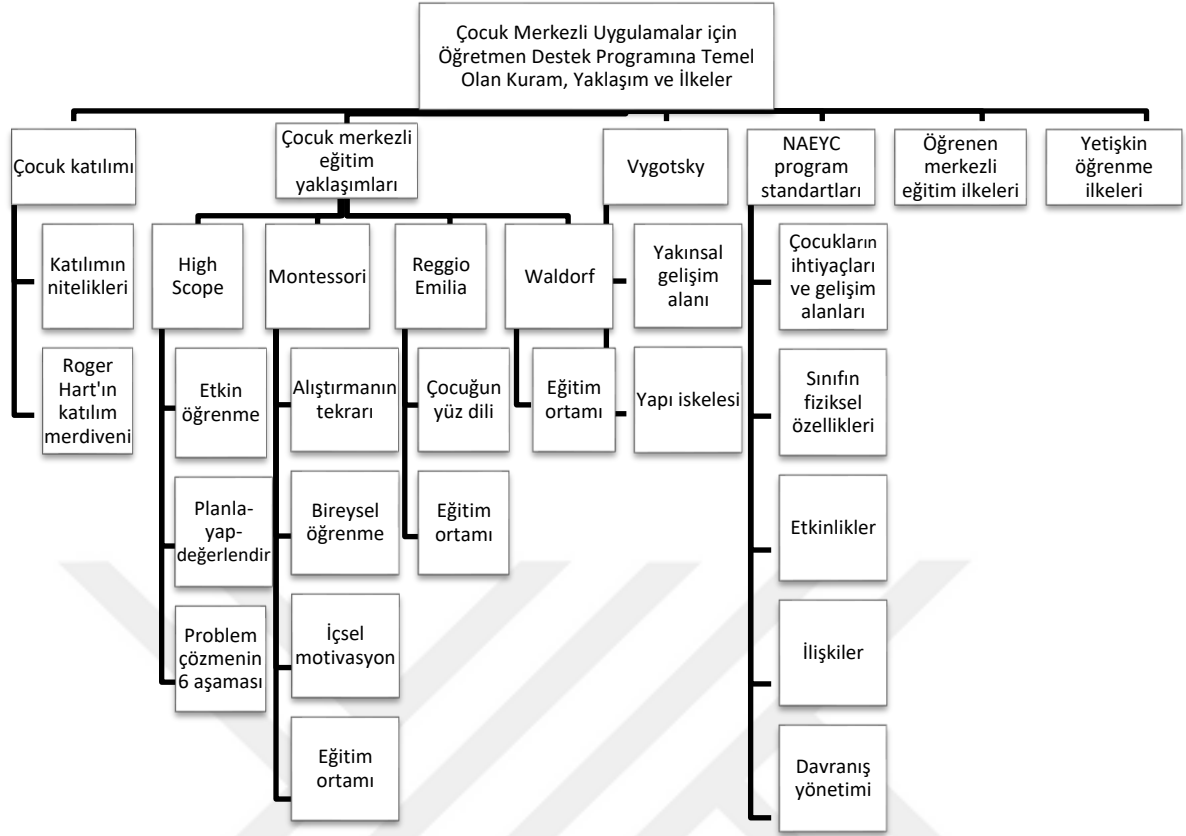 Çocuk Merkezli Uygulamalar için
Öğretmen Destek Programına Temel
Olan Kuram, Yaklaşım ve İlkeler
Çocuk katılımı
Çocuk merkezli
eğitim
yaklaşımları
Vygotsky
NAEYC
program
standartları
Öğrenen
merkezli
eğitim ilkeleri
Yetişkin
öğrenme
ilkeleri
Katılımın
nitelikleri
Roger
Hart'ın
katılım
merdiveni
High
Scope
Etkin
öğrenme
Planla-
yap-
değerlendir
Problem
çözmenin
6 aşaması
Montessori
Alıştırmanın
tekrarı
Bireysel
öğrenme
İçsel
motivasyon
Eğitim
ortamı
Reggio
Emilia
Çocuğun
yüz dili
Eğitim
ortamı
Waldorf
Eğitim
ortamı
Yakınsal
gelişim
alanı
Yapı iskelesi
Çocukların
ihtiyaçları
ve gelişim
alanları
Sınıfın
fiziksel
özellikleri
Etkinlikler
İlişkiler
Davranış
yönetimi